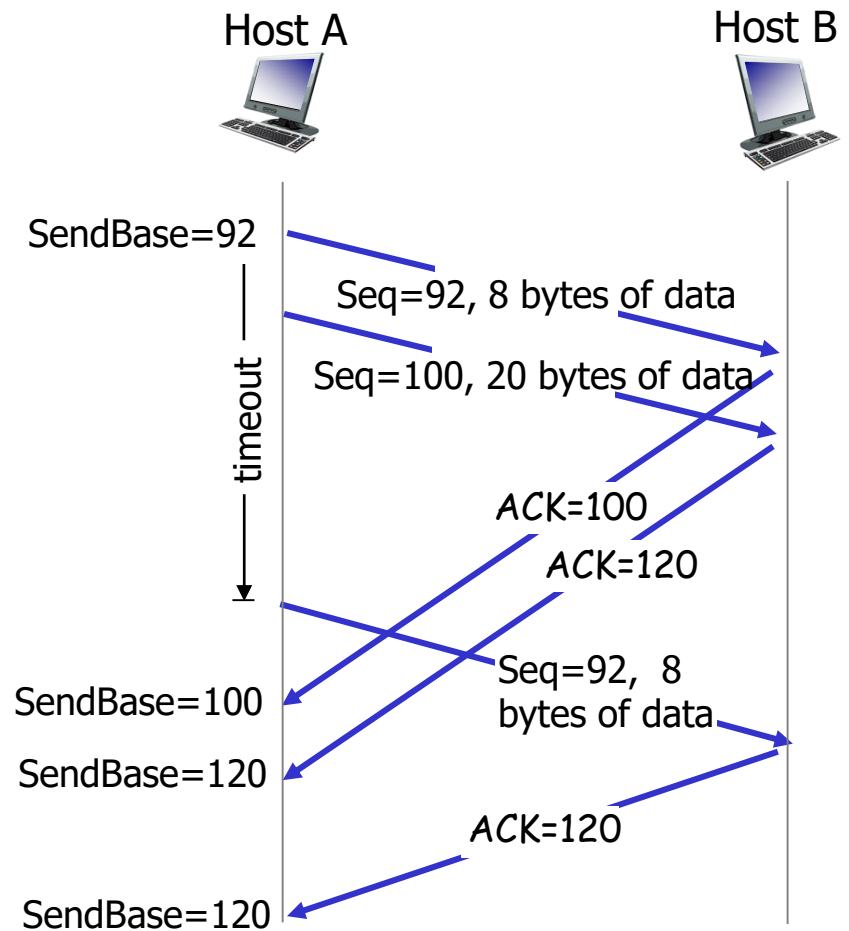 Host A
Host B
SendBase=92
Seq=92, 8 bytes of data
Seq=100, 20 bytes of data
timeout
ACK=100
ACK=120
Seq=92, 8
bytes of data
SendBase=100
SendBase=120
ACK=120
SendBase=120